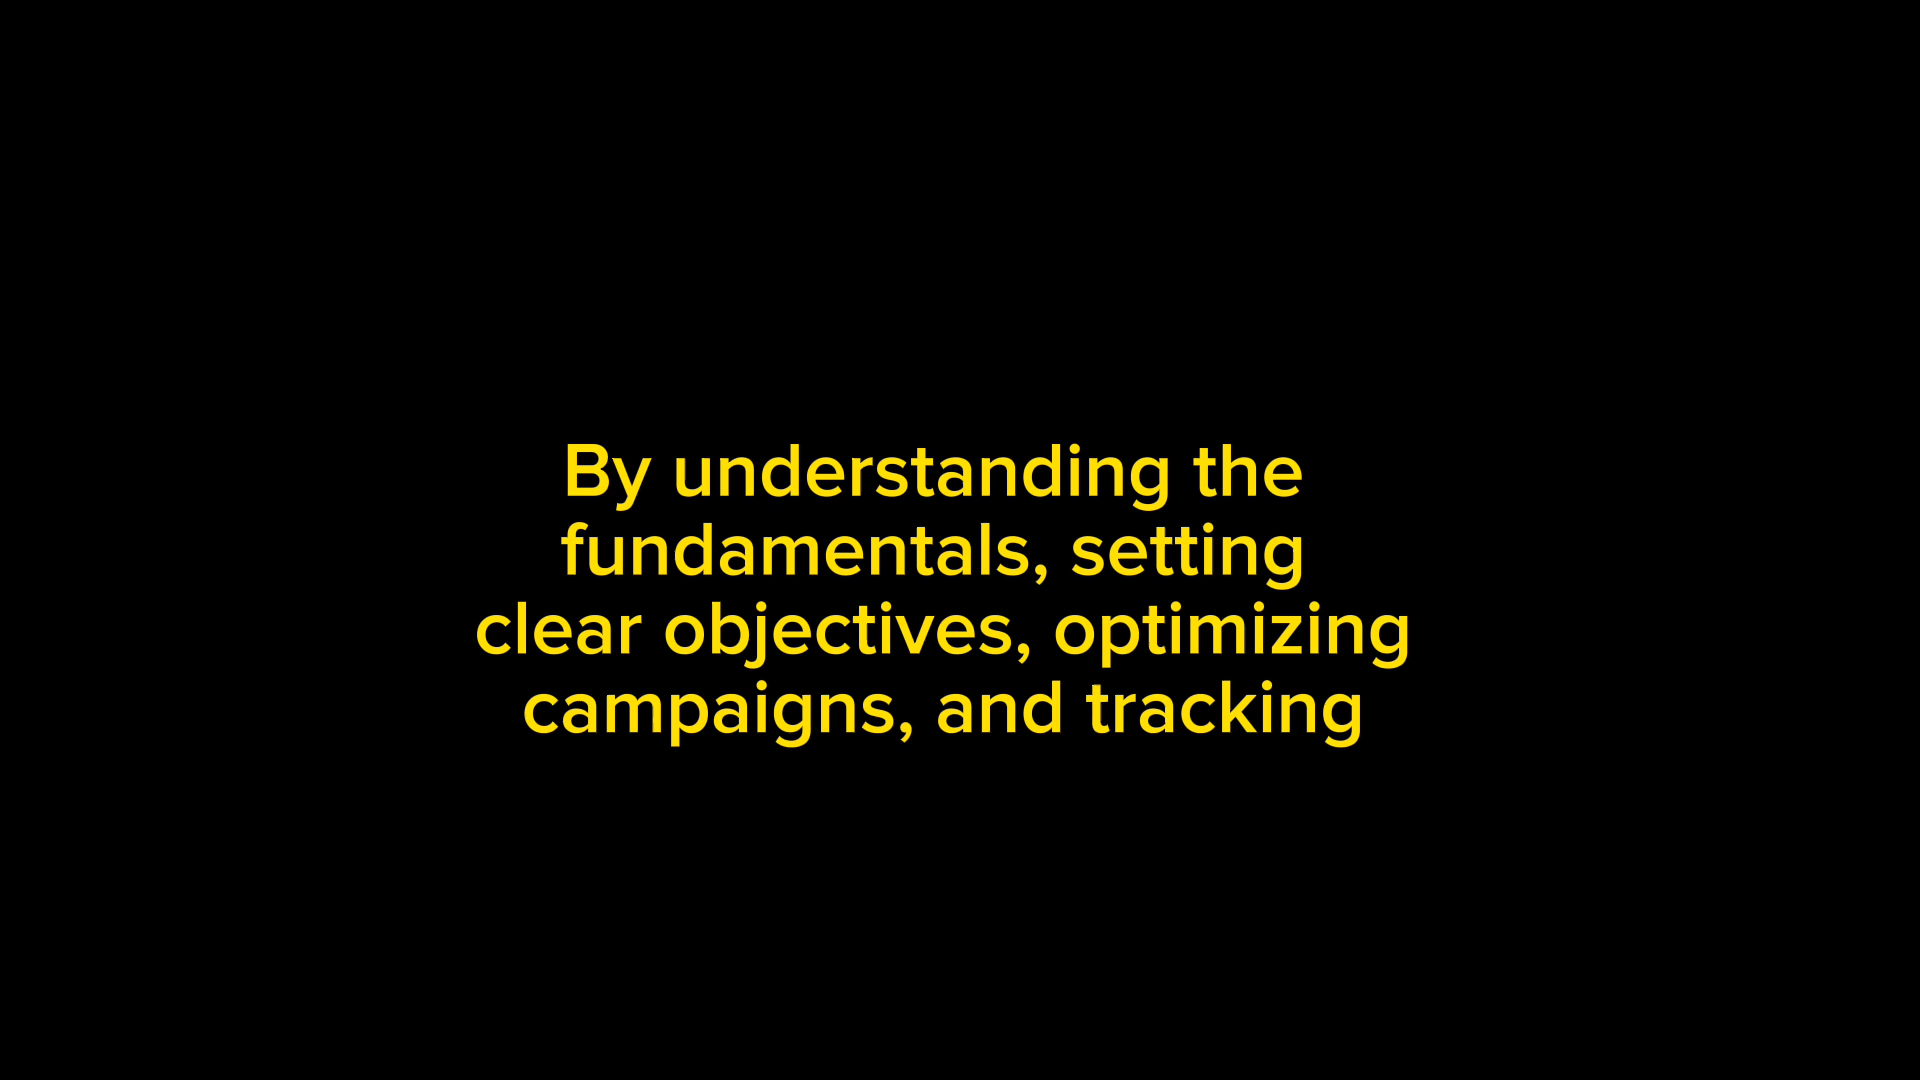 By understanding the
fundamentals, setting
clear objectives, optimizing
campaigns, and tracking